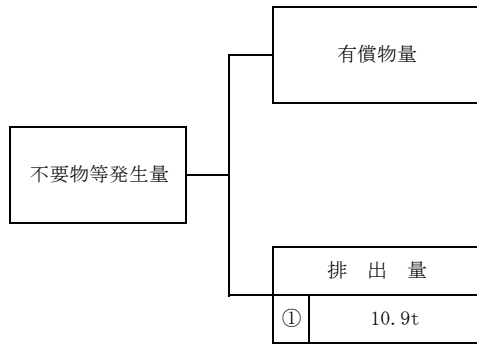 有償物量
不要物等発生量
排 出 量
① 10.9t